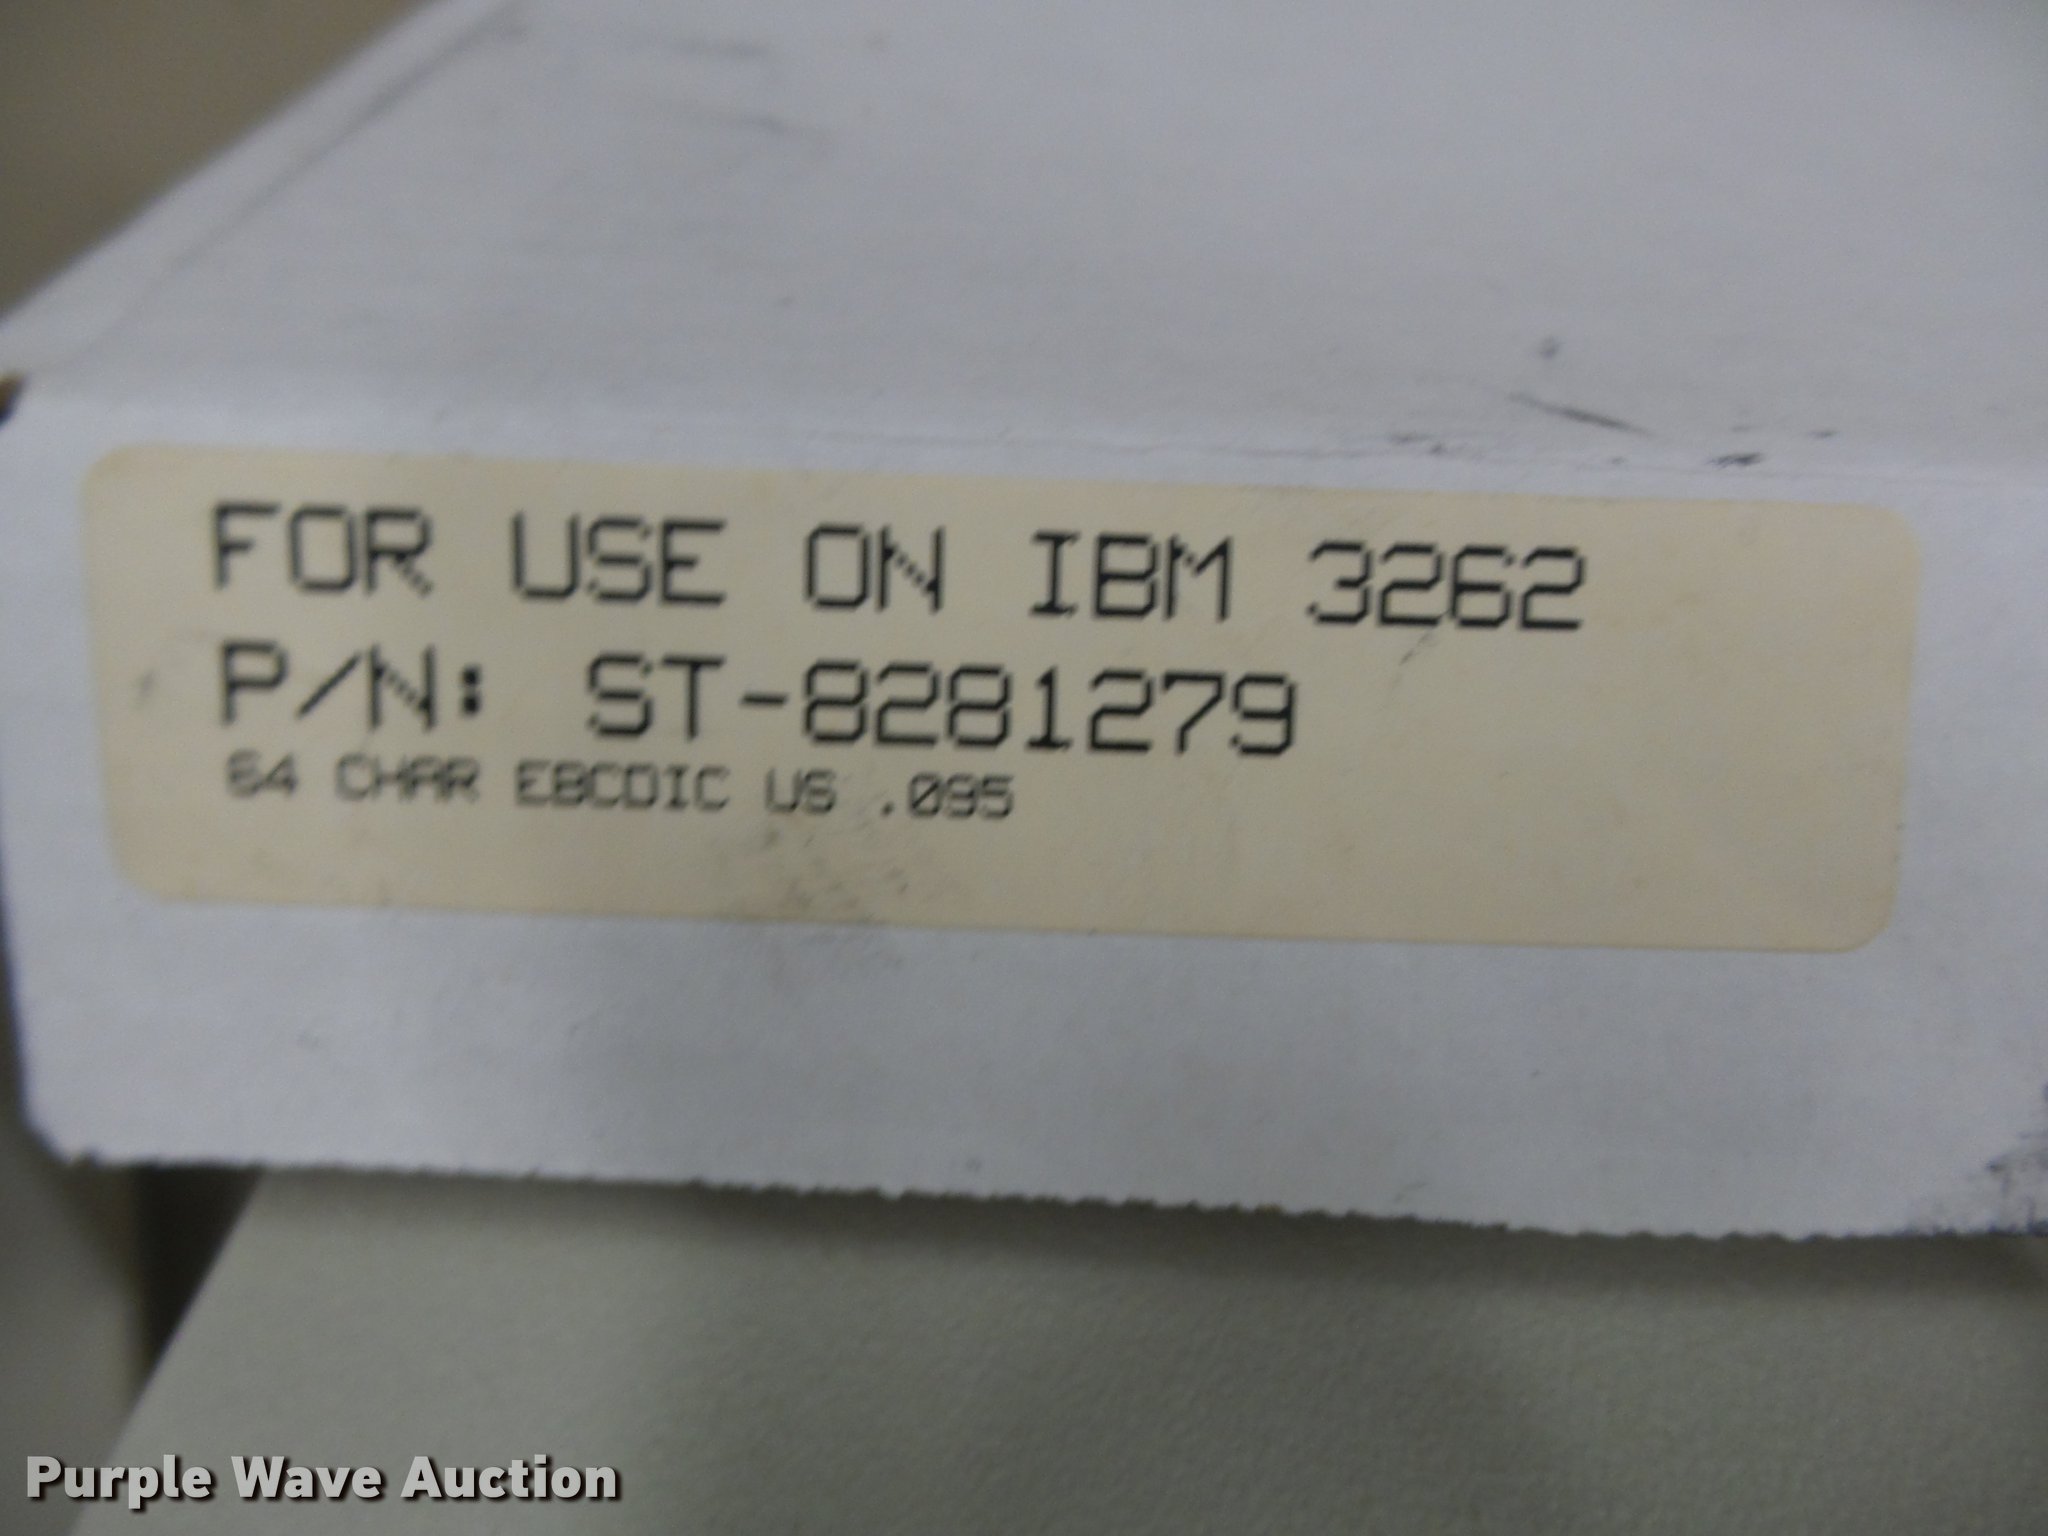 FOR USE ON IBM 3262
P/N: ST-8281279
64 CHAR EBCDIC US .095
Purple Wave Auction